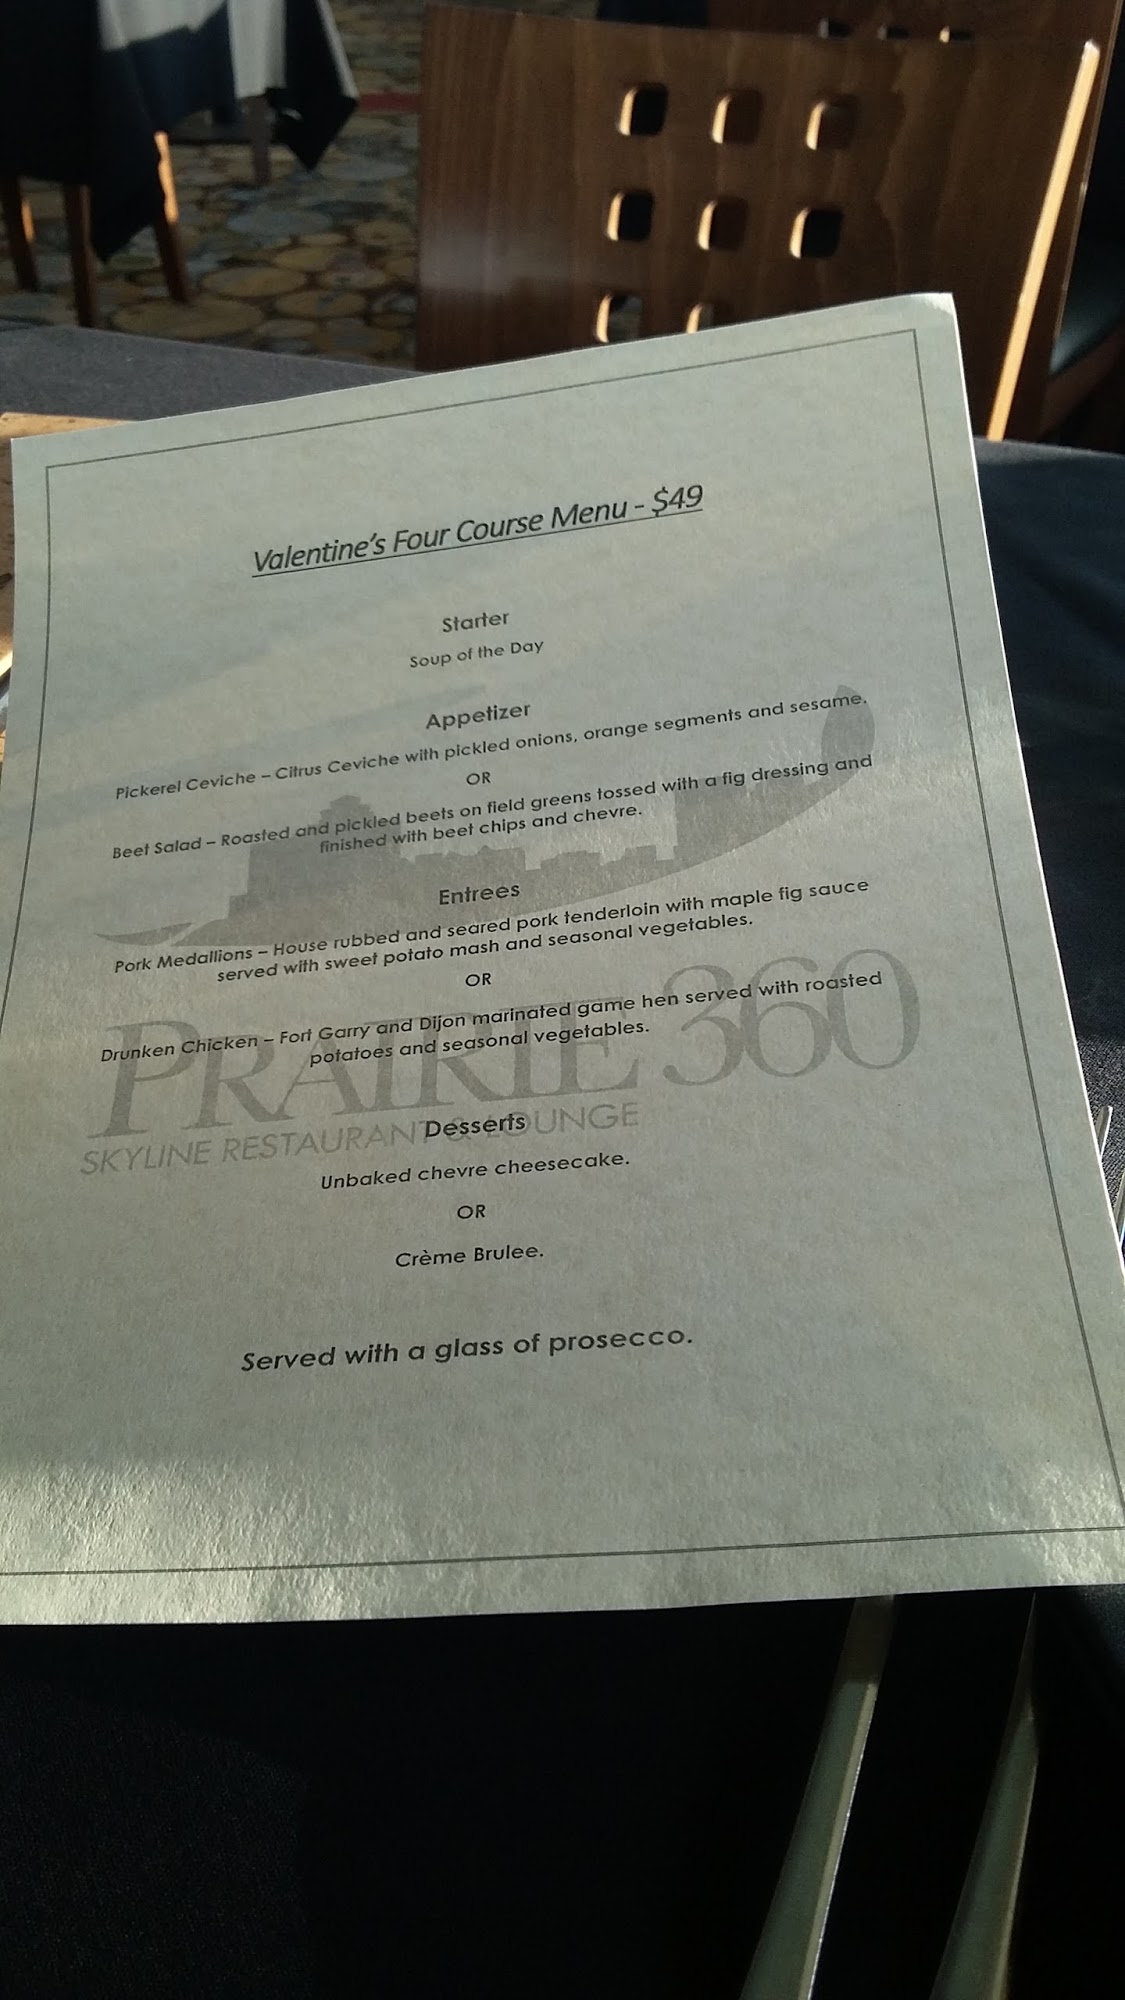 Valentine's Four Course Menu - $49
Starter
Soup of the Day
Appetizer
Pickerel Ceviche – Citrus Ceviche with pickled onions, orange segments and sesame.
OR
Beet Salad – Roasted and pickled beets on field greens tossed with a fig dressing and
finished with beet chips and chevre.
Entrees
Pork Medallions – House rubbed and seared pork tenderloin with maple fig sauce
served with sweet potato mash and seasonal vegetables.
OR
Drunken Chicken – Fort Garry and Dijon marinated game hen served with roasted
potatoes and seasonal vegetables.
PRAIRIE 360
SKYLINE RESTAURANT & LOUNGE
Desserts
Unbaked chevre cheesecake.
OR
Crème Brulee.
Served with a glass of prosecco.